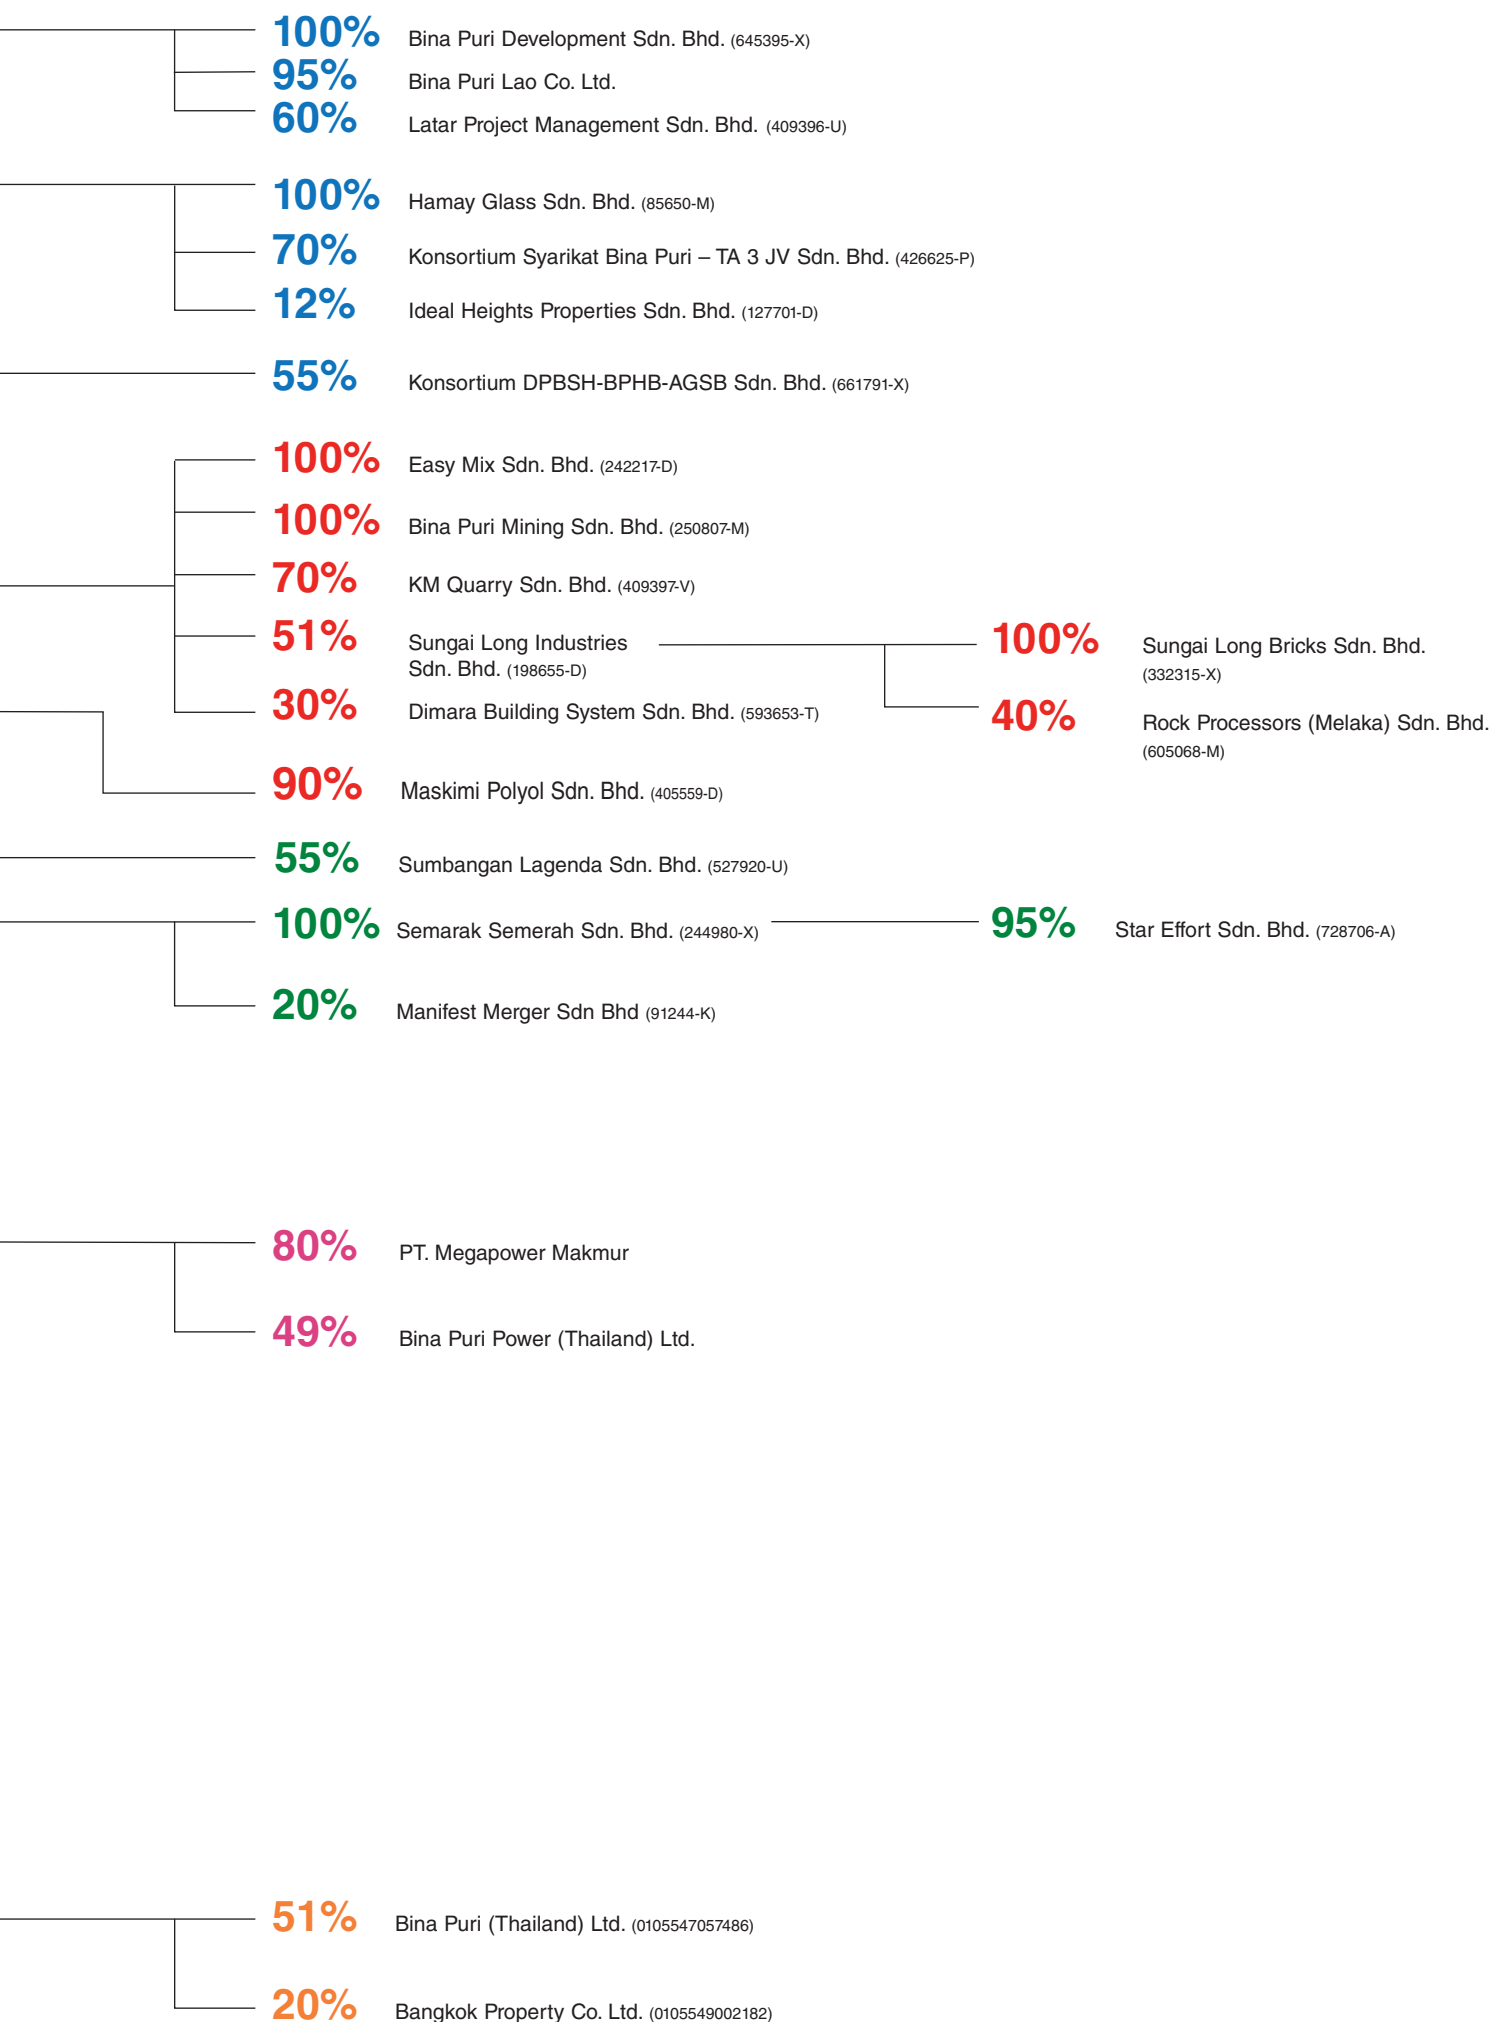 100% Bina Puri Development Sdn. Bhd. (645395-X)
95% Bina Puri Lao Co. Ltd.
60% Latar Project Management Sdn. Bhd. (409396-U)
100% Hamay Glass Sdn. Bhd. (85650-M)
70% Konsortium Syarikat Bina Puri – TA 3 JV Sdn. Bhd. (426625-P)
12% Ideal Heights Properties Sdn. Bhd. (127701-D)
55% Konsortium DPBSH-BPHB-AGSB Sdn. Bhd. (661791-X)
100% Easy Mix Sdn. Bhd. (242217-D)
100% Bina Puri Mining Sdn. Bhd. (250807-M)
70% KM Quarry Sdn. Bhd. (409397-V)
51% Sungai Long Industries
Sdn. Bhd. (198655-D)
100% Sungai Long Bricks Sdn. Bhd.
(332315-X)
30% Dimara Building System Sdn. Bhd. (593653-T)
40% Rock Processors (Melaka) Sdn. Bhd.
(605068-M)
90% Maskimi Polyol Sdn. Bhd. (405559-D)
55% Sumbangan Lagenda Sdn. Bhd. (527920-U)
100% Semarak Semerah Sdn. Bhd. (244980-X)
95% Star Effort Sdn. Bhd. (728706-A)
20% Manifest Merger Sdn Bhd (91244-K)
80% PT. Megapower Makmur
49% Bina Puri Power (Thailand) Ltd.
51% Bina Puri (Thailand) Ltd. (0105547057486)
20% Bangkok Property Co. Ltd. (0105549002182)